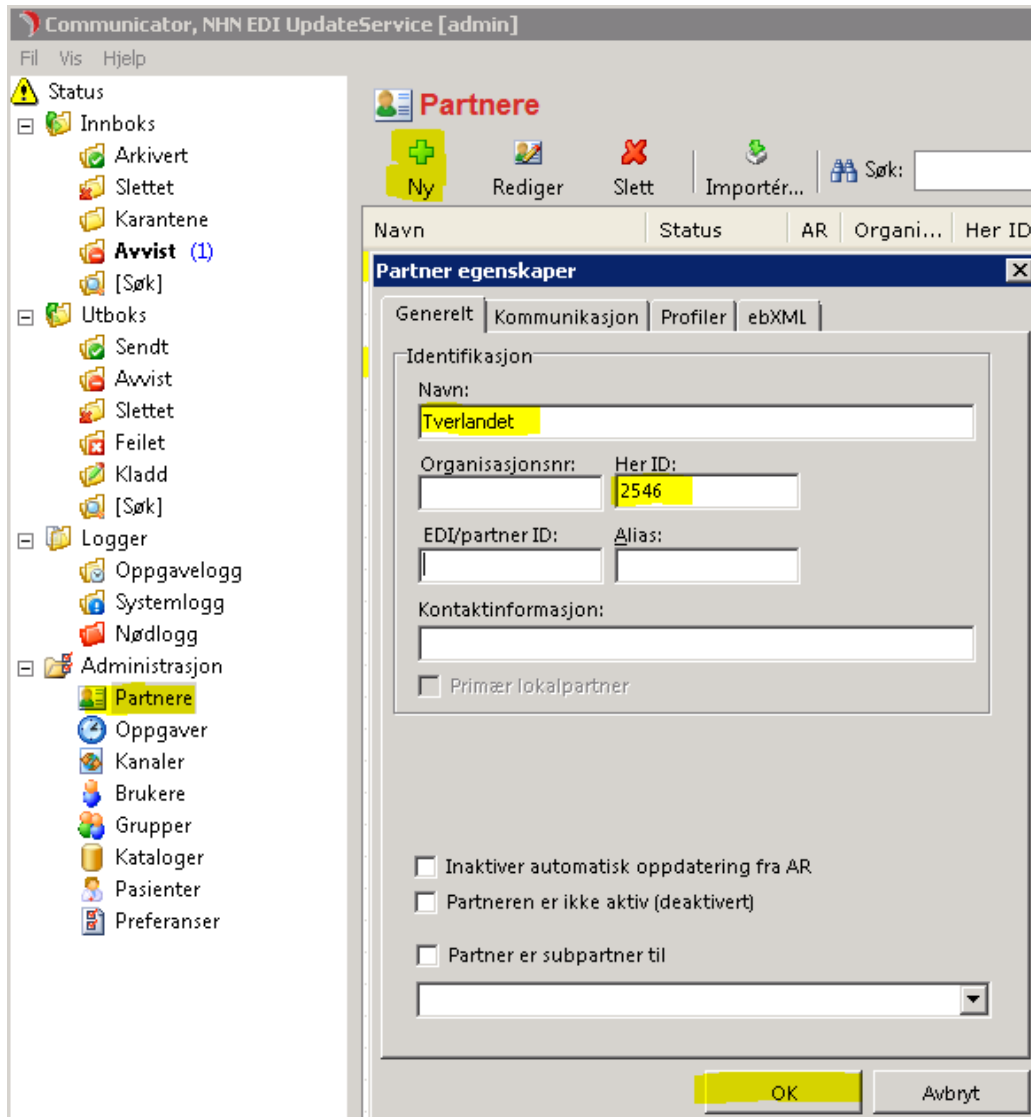 Communicator, NHN EDI UpdateService [admin]
Fil Vis Hjelp
Status
Innboks
Arkivert
Slettet
Karantene
Avvist (1)
[Søk]
Utboks
Sendt
Avvist
Slettet
Feilet
Kladd
[Søk]
Logger
Oppgavelogg
Systemlogg
Nødlogg
Administrasjon
Partnere
Oppgaver
Kanaler
Brukere
Grupper
Kataloger
Pasienter
Preferanser
Partnere
Ny Rediger Slett Importér... Søk:
Navn Status AR Organi... Her ID
Partner egenskaper
Generelt Kommunikasjon Profiler ebXML
Identifikasjon
Navn:
Tverlandet
Organisasjonsnr: Her ID:
2546
EDI/partner ID: Alias:
Kontaktinformasjon:
Primær lokalpartner
Inaktiver automatisk oppdatering fra AR
Partneren er ikke aktiv (deaktivert)
Partner er subpartner til
OK Avbryt